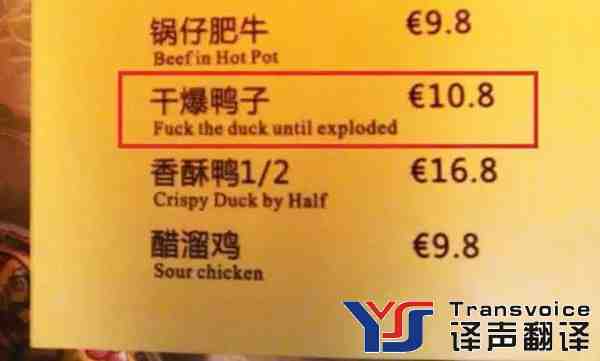 锅仔肥牛 €9.8
Beef in Hot Pot
干爆鸭子 €10.8
Fuck the duck until exploded
香酥鸭1/2 €16.8
Crispy Duck by Half
醋溜鸡 €9.8
Sour chicken
YS Transvoice
译声翻译